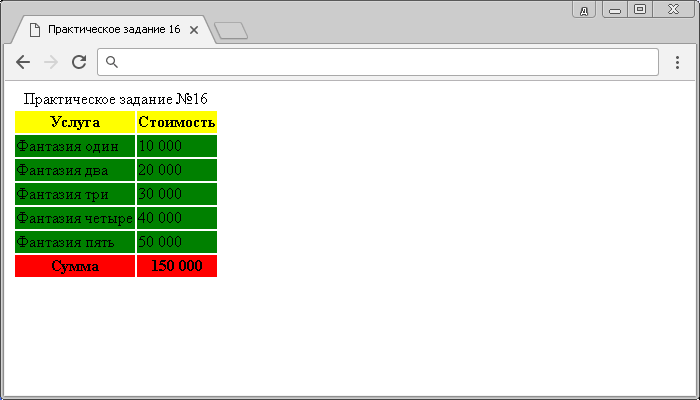 д
Практическое задание 16
Практическое задание №16
Услуга Стоимость
Фантазия один 10 000
Фантазия два 20 000
Фантазия три 30 000
Фантазия четыре 40 000
Фантазия пять 50 000
Сумма 150 000